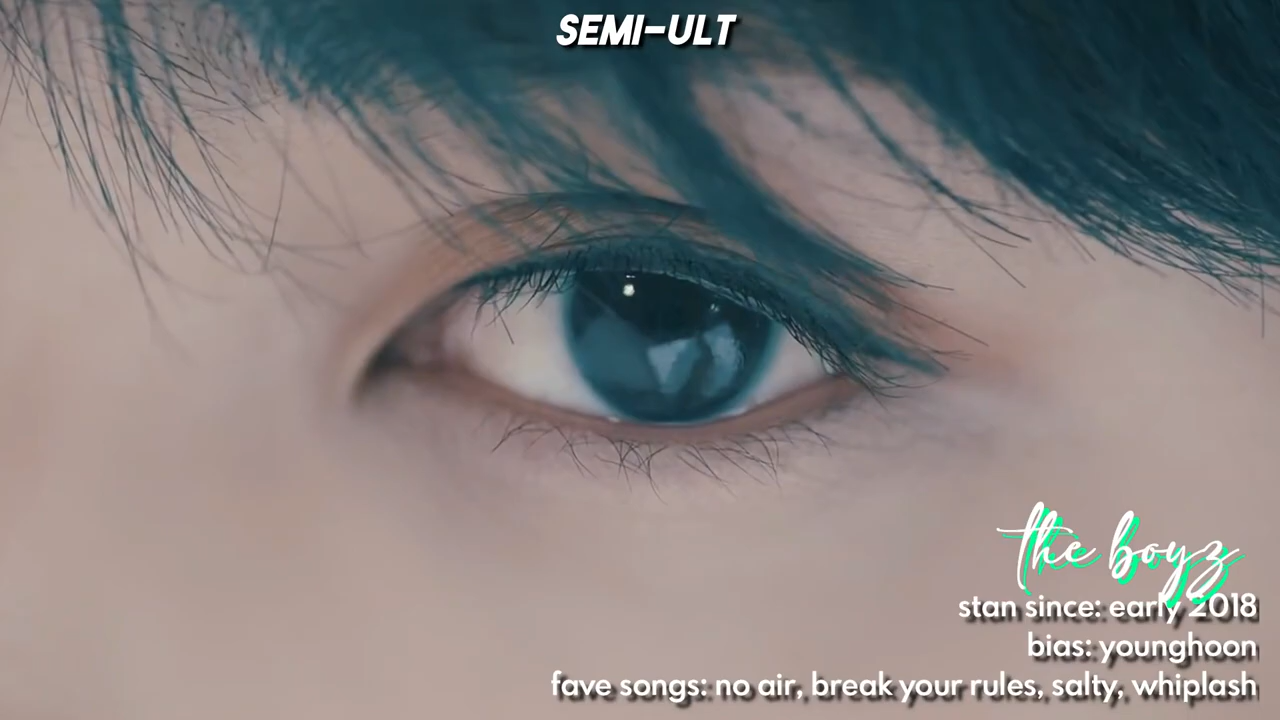 SEMI-ULT
the boyz
stan since: early 2018
bias: younghoon
fave songs: no air, break your rules, salty, whiplash